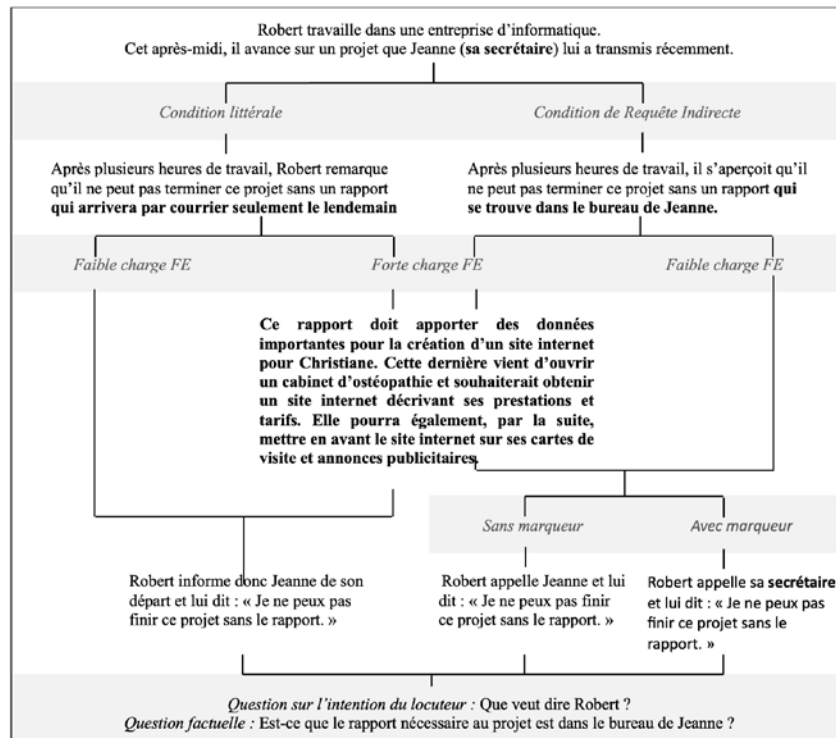 Robert travaille dans une entreprise d’informatique.
Cet après-midi, il avance sur un projet que Jeanne (sa secrétaire) lui a transmis récemment.
Condition littérale
Condition de Requête Indirecte
Après plusieurs heures de travail, Robert remarque
qu’il ne peut pas terminer ce projet sans un rapport
qui arrivera par courrier seulement le lendemain
Après plusieurs heures de travail, il s’aperçoit qu’il
ne peut pas terminer ce projet sans un rapport qui
se trouve dans le bureau de Jeanne.
Faible charge FE
Forte charge FE
Faible charge FE
Ce rapport doit apporter des données
importantes pour la création d’un site internet
pour Christiane. Cette dernière vient d’ouvrir
un cabinet d’ostéopathie et souhaiterait obtenir
un site internet décrivant ses prestations et
tarifs. Elle pourra également, par la suite,
mettre en avant le site internet sur ses cartes de
visite et annonces publicitaires.
Sans marqueur
Avec marqueur
Robert informe donc Jeanne de son
départ et lui dit : « Je ne peux pas
finir ce projet sans le rapport. »
Robert appelle Jeanne et lui
dit : « Je ne peux pas finir
ce projet sans le rapport. »
Robert appelle sa secrétaire
et lui dit : « Je ne peux pas
finir ce projet sans le
rapport. »
Question sur l’intention du locuteur : Que veut dire Robert ?
Question factuelle : Est-ce que le rapport nécessaire au projet est dans le bureau de Jeanne ?